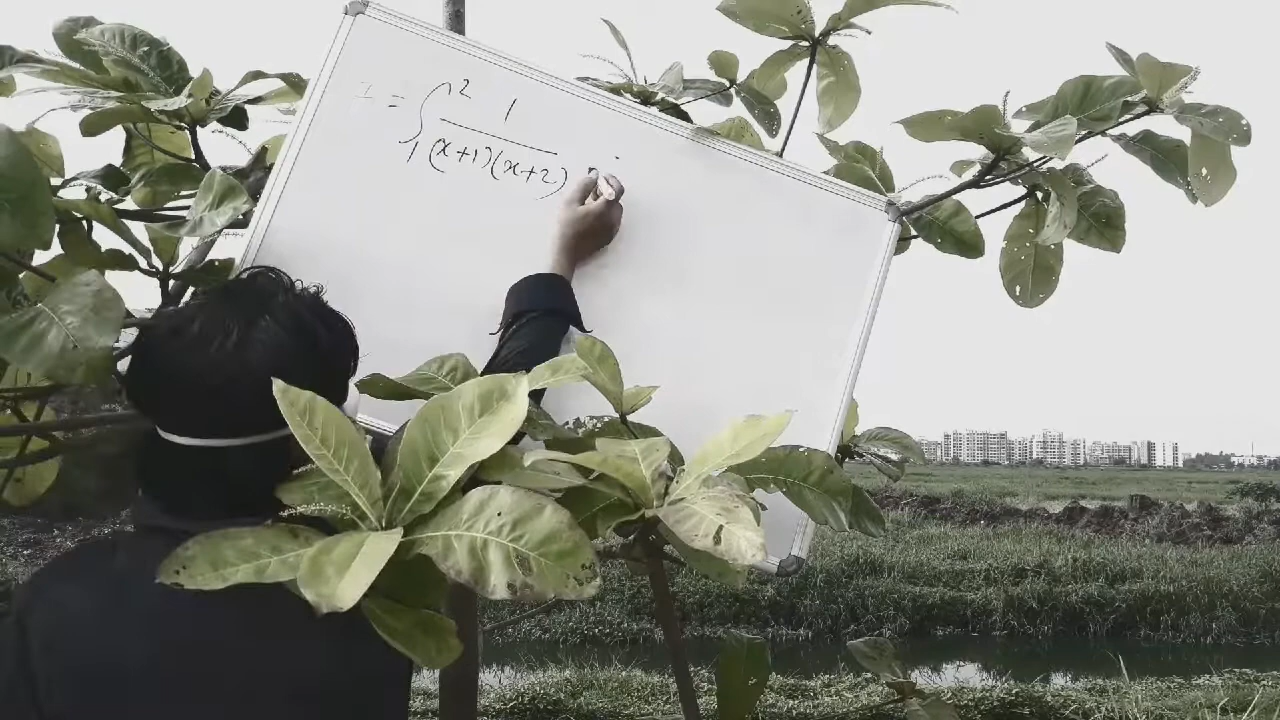 I = ∫₁² 1/((x+1)(x+2))